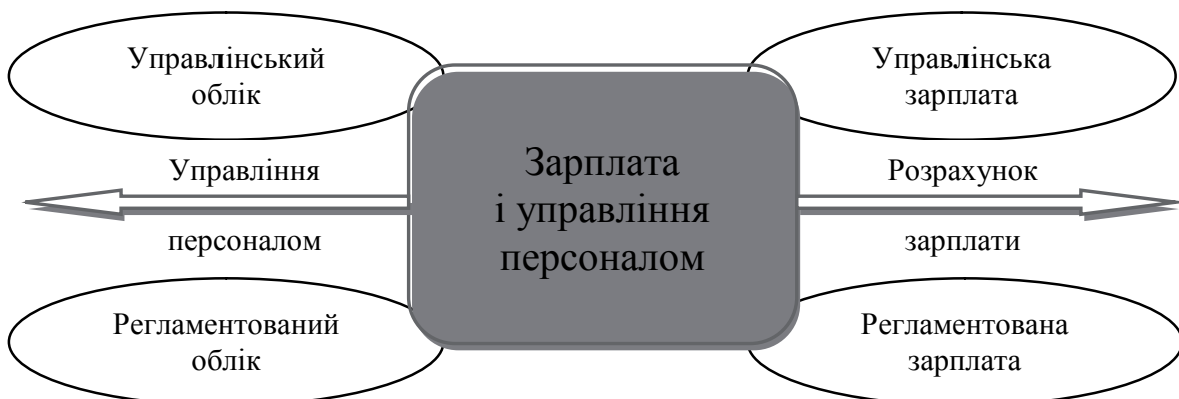 Управлінський
облік
Управлінська
зарплата
Управління
персоналом
Зарплата
і управління
персоналом
Розрахунок
зарплати
Регламентований
облік
Регламентована
зарплата